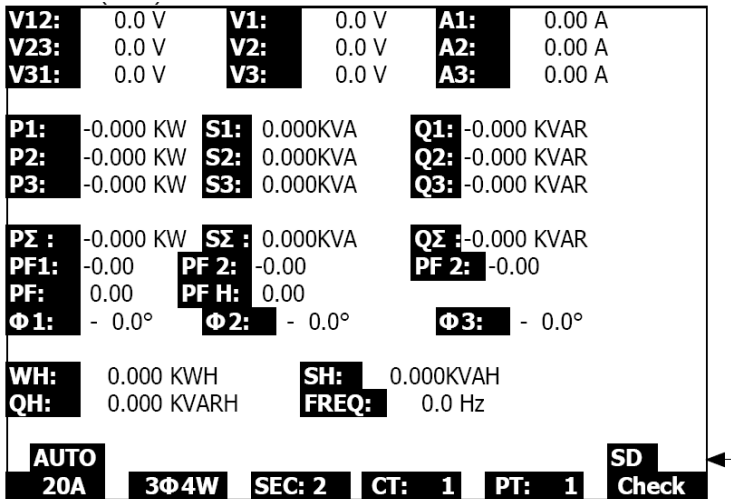 V12: 0.0 V V1: 0.0 V A1: 0.00 A
V23: 0.0 V V2: 0.0 V A2: 0.00 A
V31: 0.0 V V3: 0.0 V A3: 0.00 A
P1: -0.000 KW S1: 0.000KVA Q1: -0.000 KVAR
P2: -0.000 KW S2: 0.000KVA Q2: -0.000 KVAR
P3: -0.000 KW S3: 0.000KVA Q3: -0.000 KVAR
PΣ : -0.000 KW SΣ : 0.000KVA QΣ :-0.000 KVAR
PF1: -0.00 PF 2: -0.00 PF 2: -0.00
PF: 0.00 PF H: 0.00
Φ1: - 0.0° Φ2: - 0.0° Φ3: - 0.0°
WH: 0.000 KWH SH: 0.000KVAH
QH: 0.000 KVARH FREQ: 0.0 Hz
AUTO SD
20A 3Φ4W SEC: 2 CT: 1 PT: 1 Check